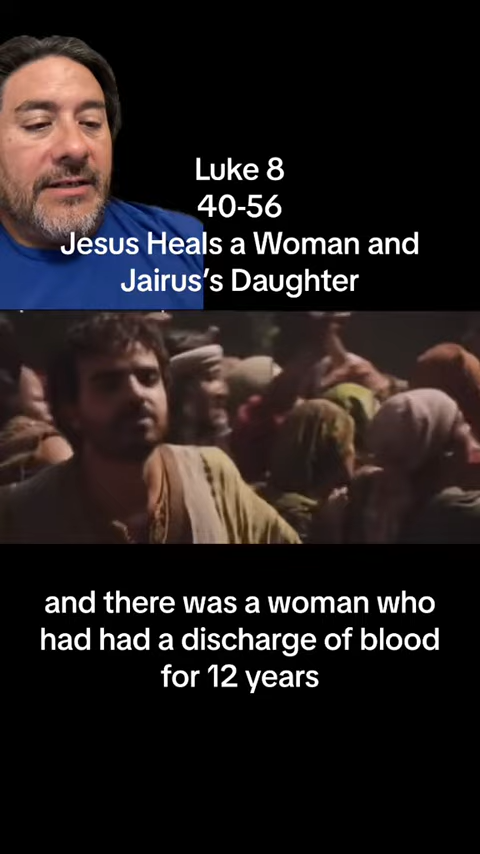 Luke 8
40-56
Jesus Heals a Woman and
Jairus’s Daughter
and there was a woman who
had had a discharge of blood
for 12 years